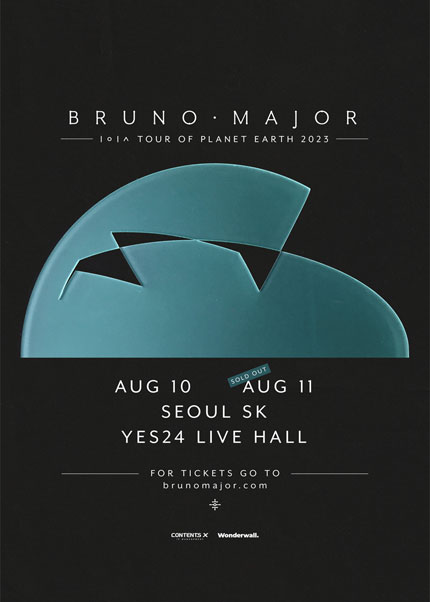 BRUNO · MAJOR
TOUR OF PLANET EARTH 2023
SOLD OUT
AUG 10 AUG 11
SEOUL SK
YES24 LIVE HALL
FOR TICKETS GO TO
brunomajor.com
CONTENTS X
Wonderwall.